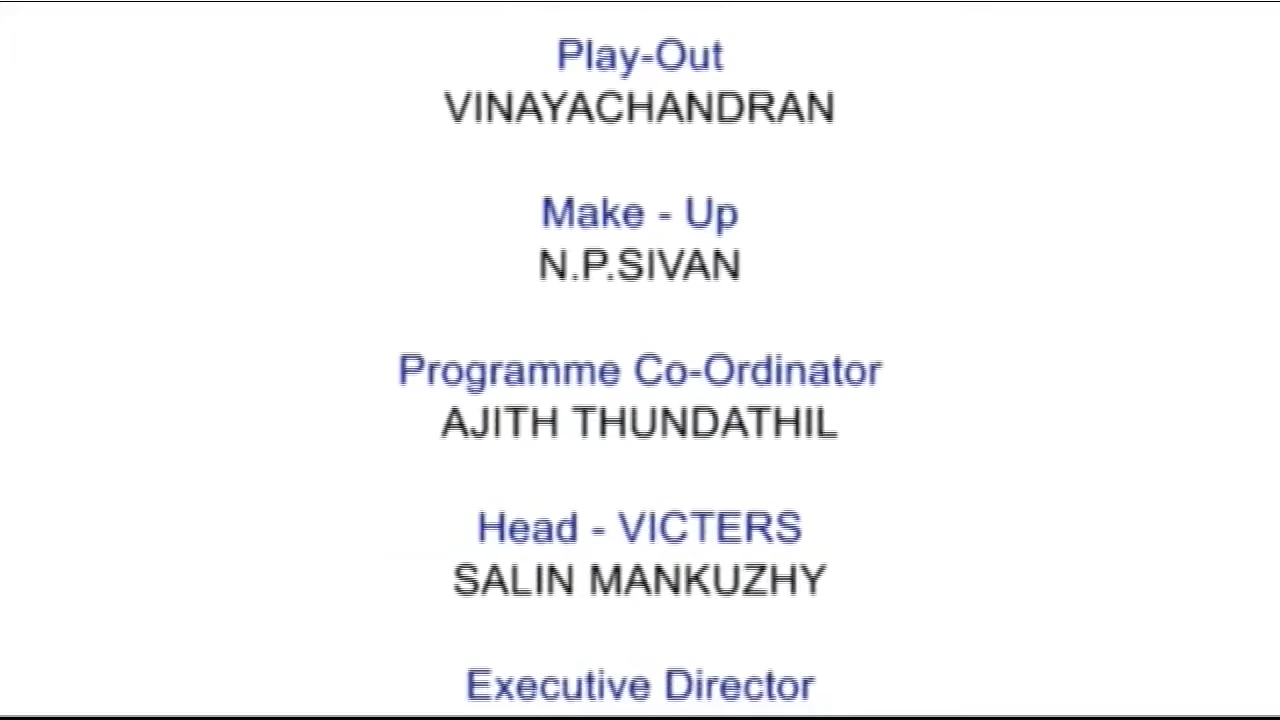 Play-Out
VINAYACHANDRAN
Make - Up
N.P.SIVAN
Programme Co-Ordinator
AJITH THUNDATHIL
Head - VICTERS
SALIN MANKUZHY
Executive Director